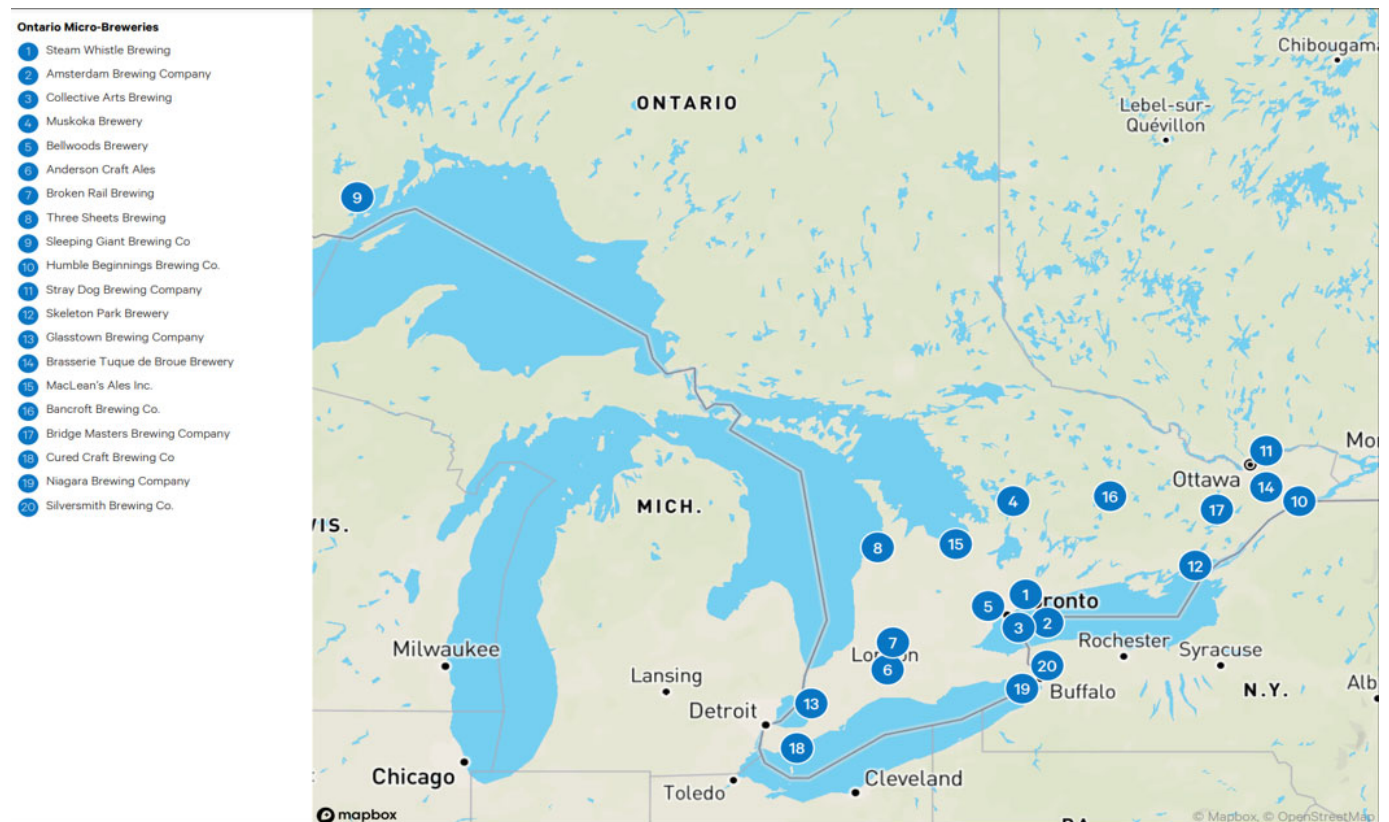 Ontario Micro-Breweries
1 Steam Whistle Brewing
2 Amsterdam Brewing Company
3 Collective Arts Brewing
4 Muskoka Brewery
5 Bellwoods Brewery
6 Anderson Craft Ales
7 Broken Rail Brewing
8 Three Sheets Brewing
9 Sleeping Giant Brewing Co
10 Humble Beginnings Brewing Co.
11 Stray Dog Brewing Company
12 Skeleton Park Brewery
13 Glasstown Brewing Company
14 Brasserie Tuque de Broue Brewery
15 MacLean's Ales Inc.
16 Bancroft Brewing Co.
17 Bridge Masters Brewing Company
18 Cured Craft Brewing Co
19 Niagara Brewing Company
20 Silversmith Brewing Co.
Chibougama
ONTARIO
Lebel-sur-
Quévillon
9
11
Mo
Ottawa
MICH.
4
16
14
10
17
VIS.
8
15
12
1
5
ronto
2
3
7
Lon on
6
Milwaukee
Rochester
Syracuse
20
Lansing
19
Buffalo
N.Y.
Alb
13
Detroit
18
Chicago
Toledo
Cleveland
mapbox
© Mapbox, © OpenStreetMap